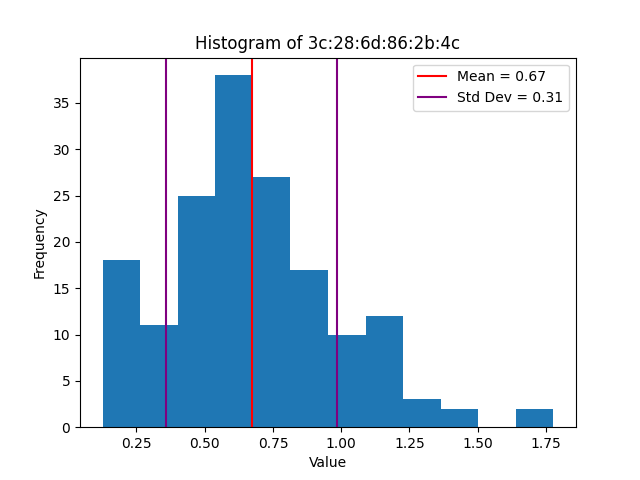 Histogram of 3c:28:6d:86:2b:4c
Mean = 0.67
Std Dev = 0.31
Frequency
35
30
25
20
15
10
5
0
0.25 0.50 0.75 1.00 1.25 1.50 1.75
Value